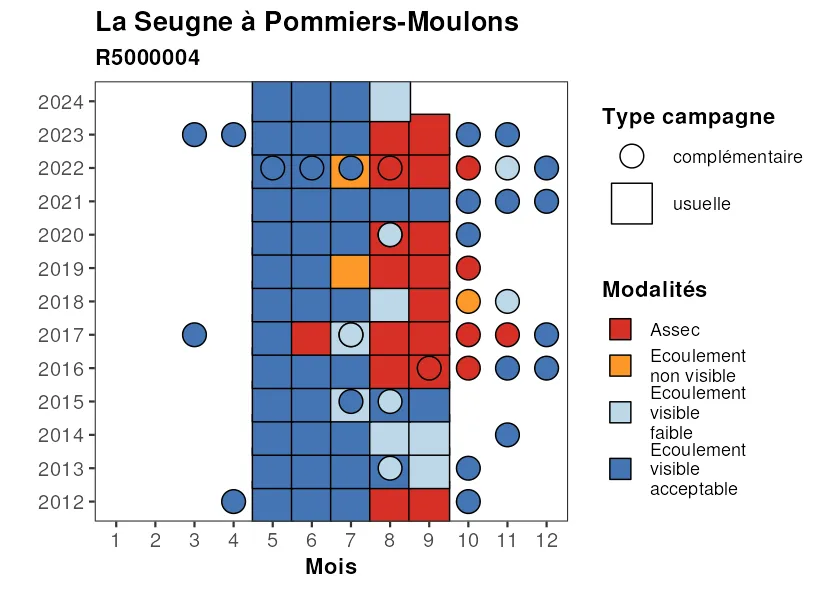 La Seugne à Pommiers-Moulons
R5000004
2024
2023
2022
2021
2020
2019
2018
2017
2016
2015
2014
2013
2012
1 2 3 4 5 6 7 8 9 10 11 12
Mois
Type campagne
complémentaire
usuelle
Modalités
Assec
Ecoulement
non visible
Ecoulement
visible
faible
Ecoulement
visible
acceptable